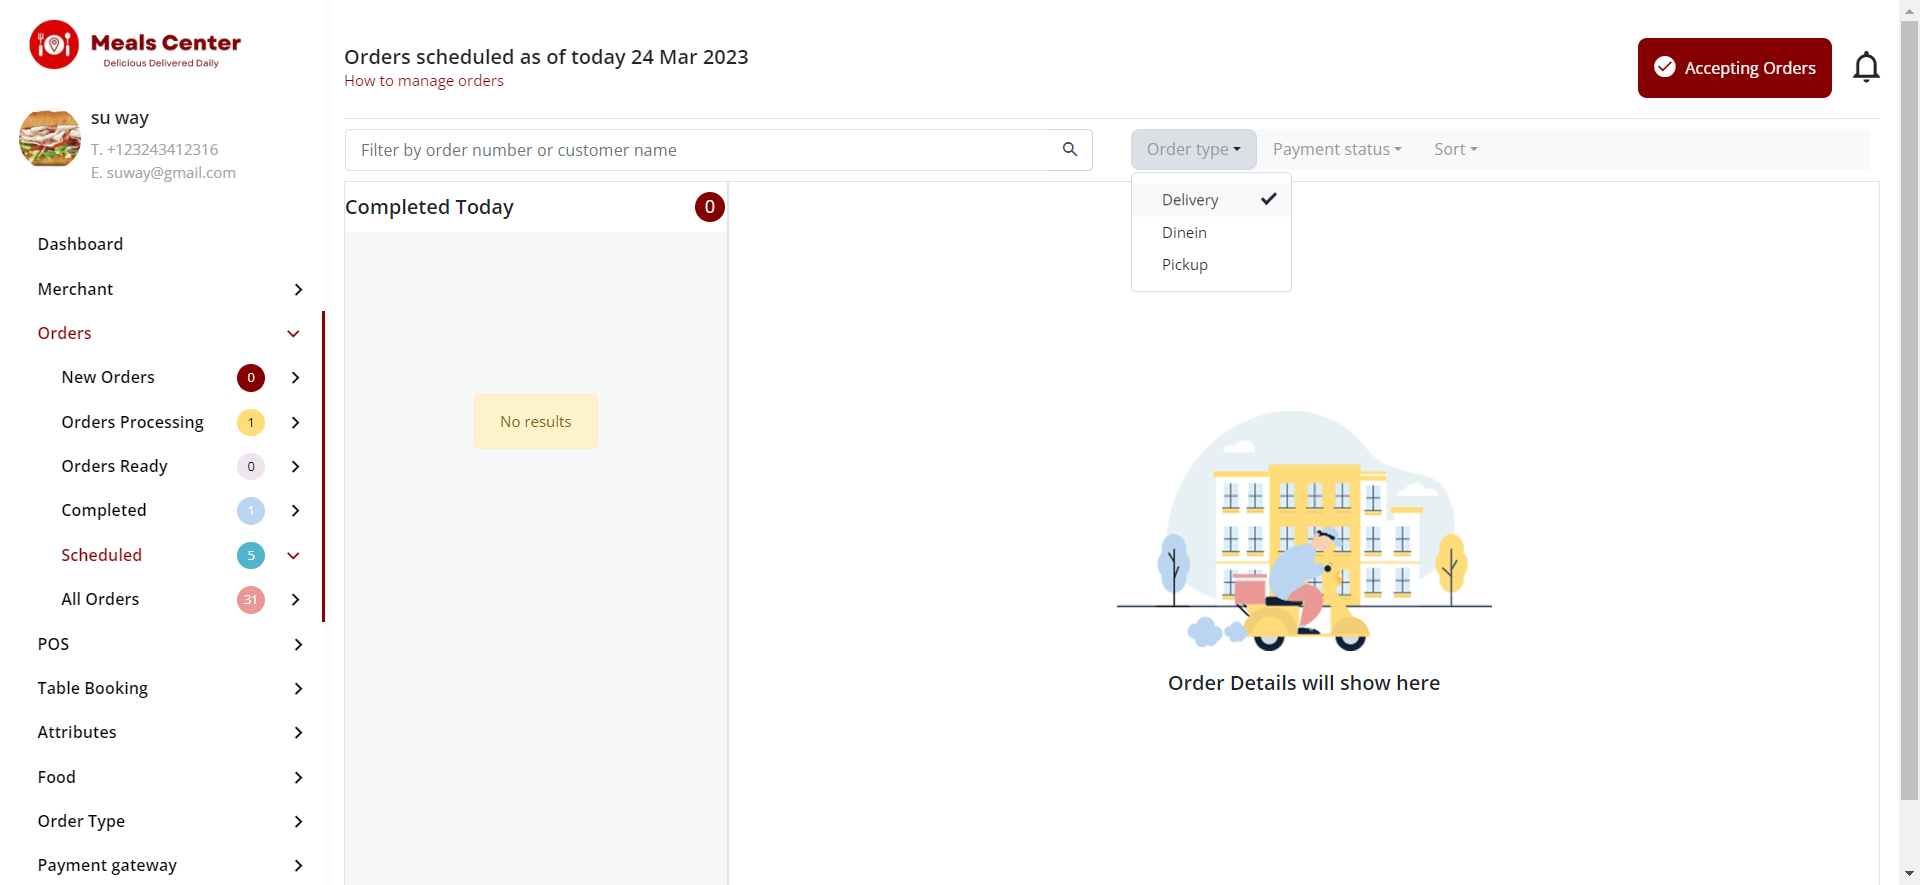 Meals Center
Delicious Delivered Daily
su way
T. +123243412316
E. suway@gmail.com
Dashboard
Merchant
Orders
New Orders 0
Orders Processing 1
Orders Ready 0
Completed 1
Scheduled 5
All Orders 31
POS
Table Booking
Attributes
Food
Order Type
Payment gateway
Orders scheduled as of today 24 Mar 2023
How to manage orders
Accepting Orders
Filter by order number or customer name
Order type
Payment status
Sort
Delivery
Dinein
Pickup
Completed Today 0
No results
Order Details will show here